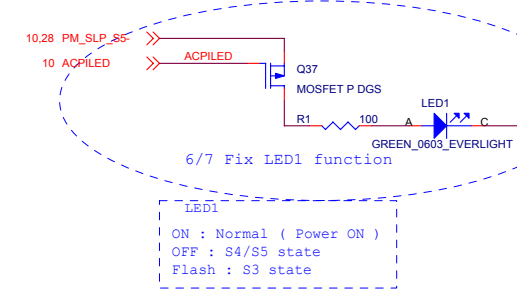 10,28 PM_SLP_S5-
10 ACPILED
ACPILED
Q37
MOSFET P DGS
R1
100
A
LED1
C
GREEN_0603_EVERLIGHT
6/7 Fix LED1 function
LED1
ON : Normal ( Power ON )
OFF : S4/S5 state
Flash : S3 state